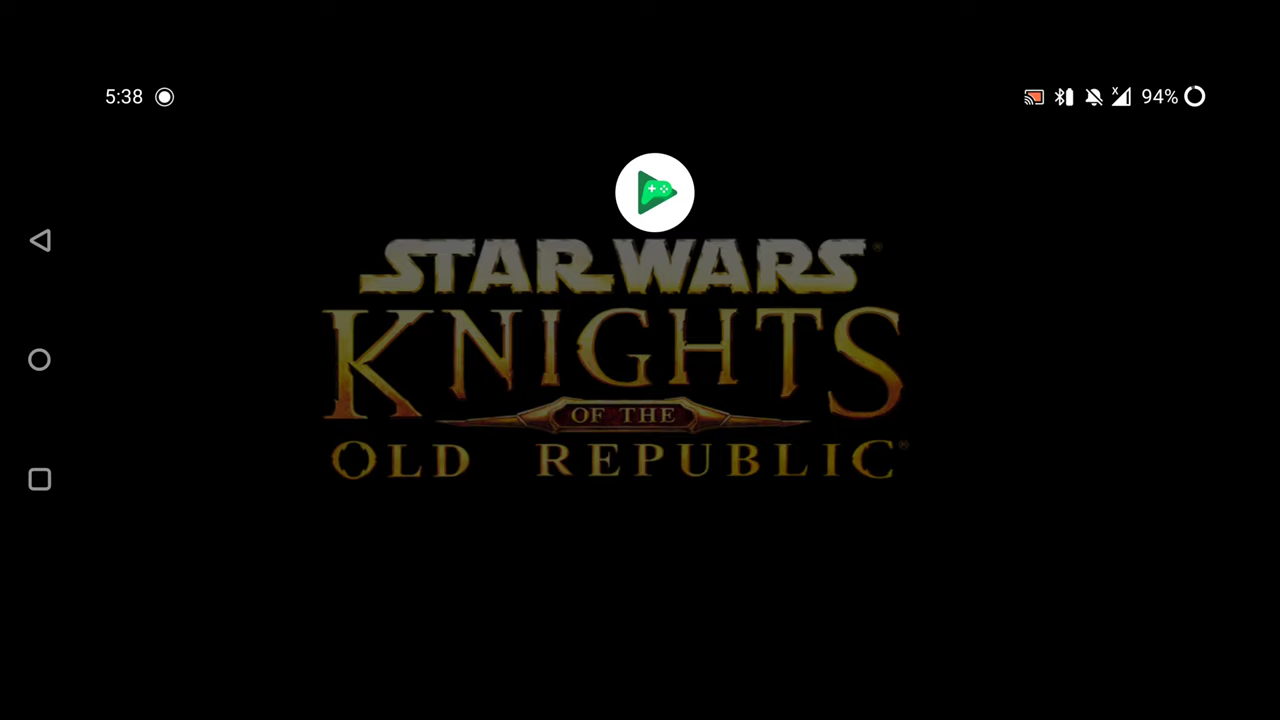 5:38 94%
STAR WARS®
KNIGHTS
OF THE
OLD REPUBLIC®